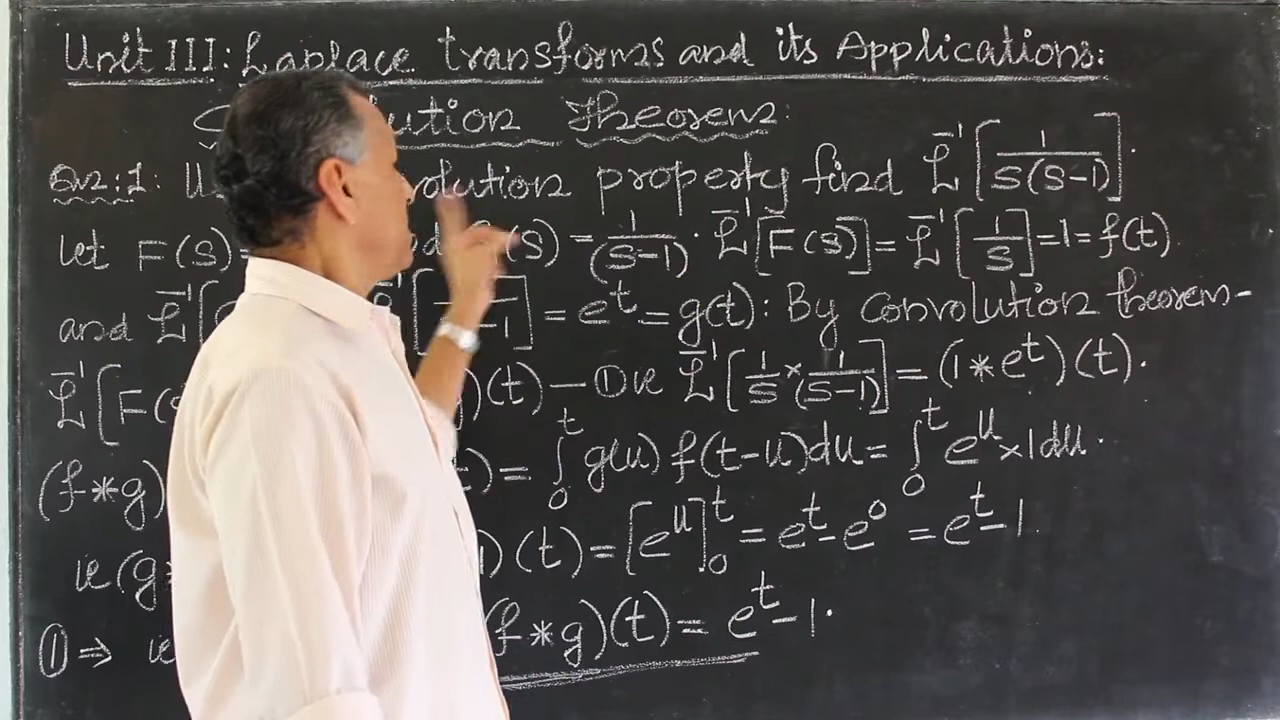 Unit III: Laplace transforms and its Applications:
ution Theorem:
Qn:1: olution property find L⁻¹[1/S(S-1)].
let F(S)= (S) = 1/(S-1). L⁻¹[F(S)] = L⁻¹[1/S] = 1 = f(t)
and L⁻¹[ L⁻¹[ -1] = e^t = g(t): By Convolution theorem-
L⁻¹[F(S )(t) — ① ie L⁻¹[1/S × 1/(S-1)] = (1 * e^t)(t).
(f*g) t) = ∫₀^t g(u) f(t-u)du = ∫₀^t e^u × 1 du.
ie (g )(t) = [e^u]₀^t = e^t - e^0 = e^t - 1.
① ⇒ ie (f * g)(t) = e^t - 1.